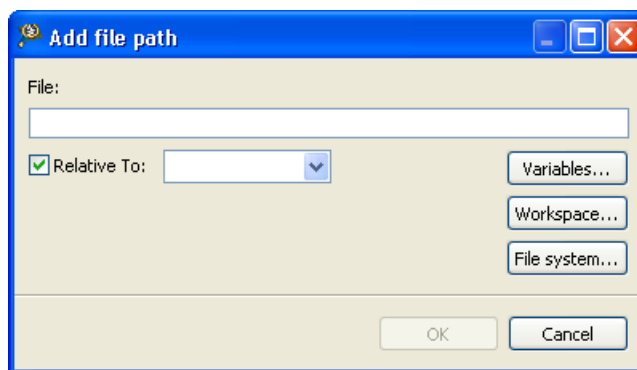 Add file path
File:
Relative To:
Variables...
Workspace...
File system...
OK
Cancel